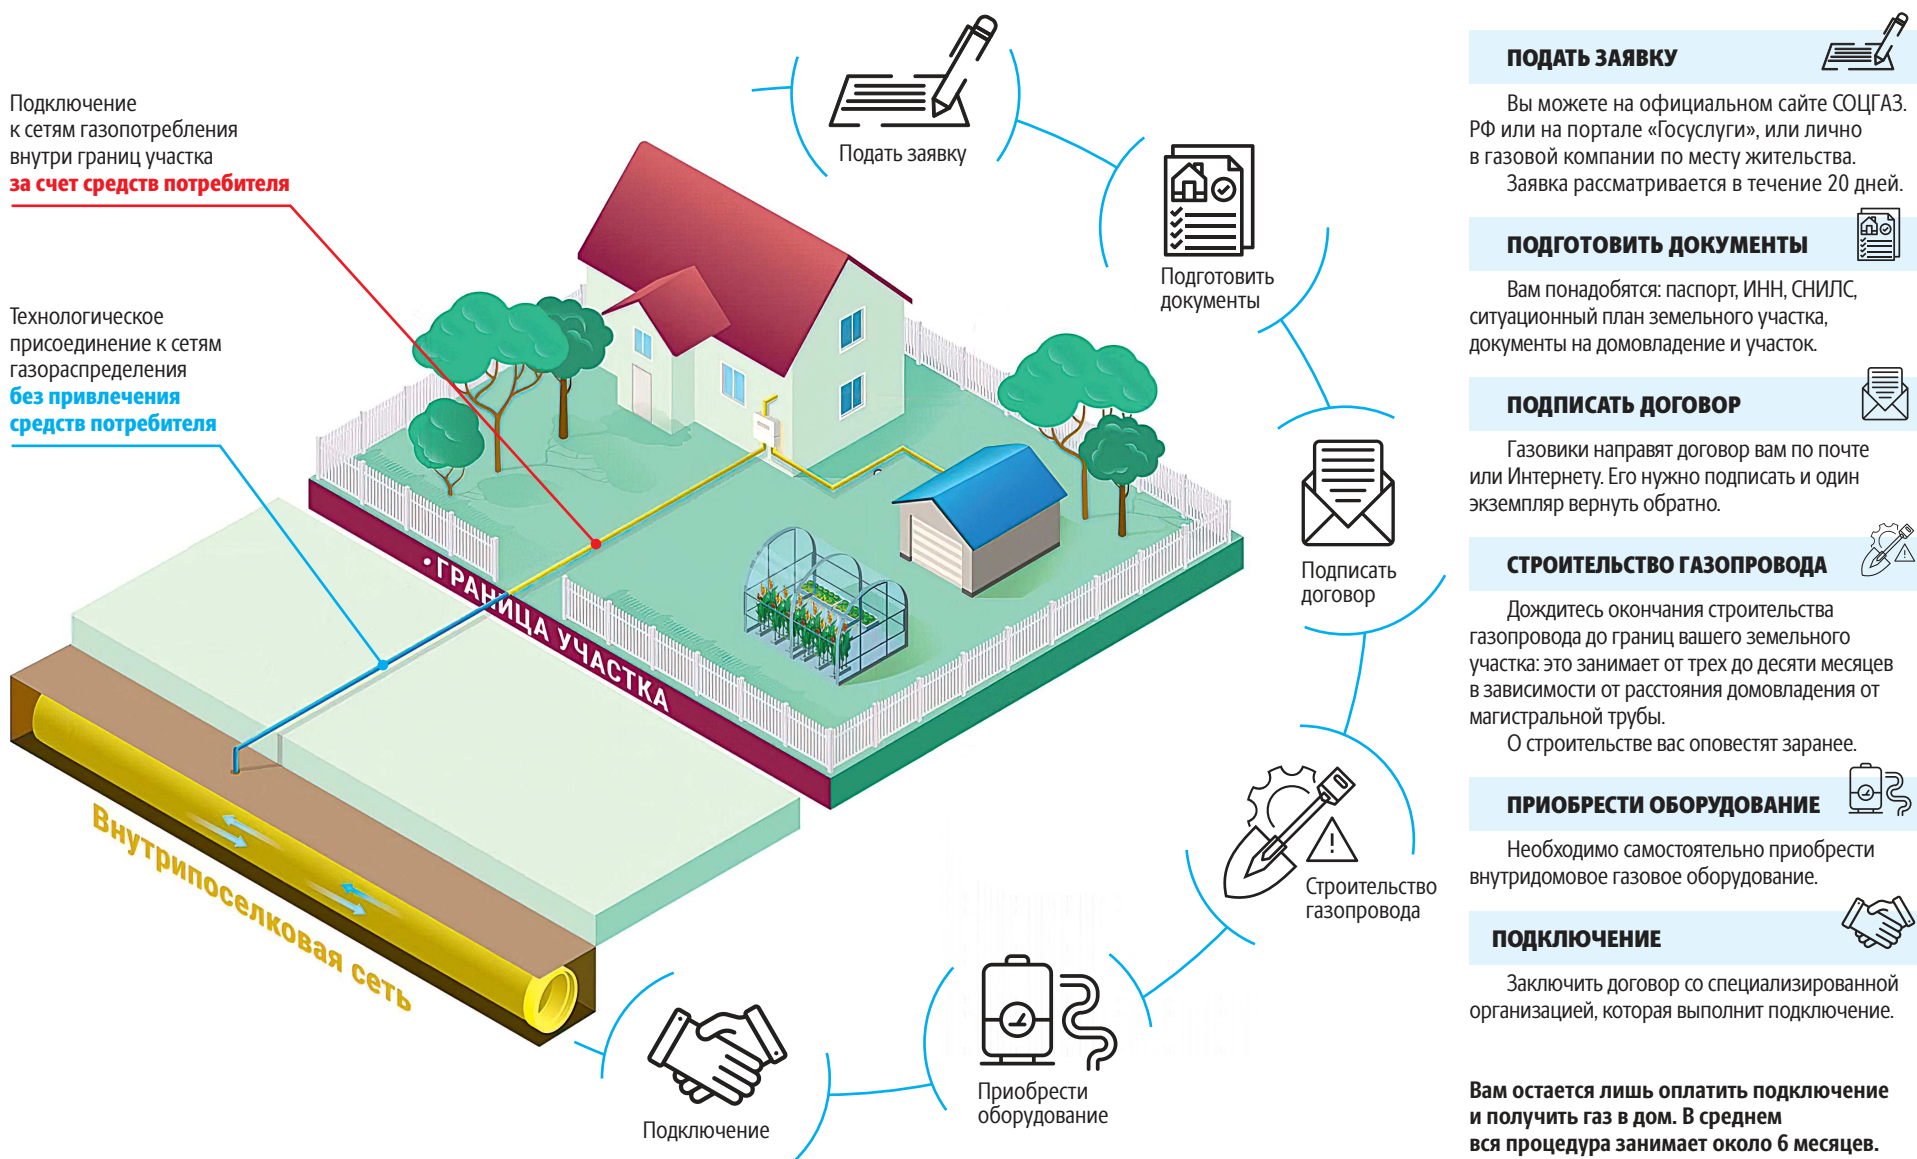 Подключение
к сетям газопотребления
внутри границ участка
за счет средств потребителя
Технологическое
присоединение к сетям
газораспределения
без привлечения
средств потребителя
• ГРАНИЦА УЧАСТКА
Внутрипоселковая сеть
Подать заявку
Подготовить
документы
Подписать
договор
Строительство
газопровода
Приобрести
оборудование
Подключение
ПОДАТЬ ЗАЯВКУ
Вы можете на официальном сайте СОЦГАЗ.
РФ или на портале «Госуслуги», или лично
в газовой компании по месту жительства.
Заявка рассматривается в течение 20 дней.
ПОДГОТОВИТЬ ДОКУМЕНТЫ
Вам понадобятся: паспорт, ИНН, СНИЛС,
ситуационный план земельного участка,
документы на домовладение и участок.
ПОДПИСАТЬ ДОГОВОР
Газовики направят договор вам по почте
или Интернету. Его нужно подписать и один
экземпляр вернуть обратно.
СТРОИТЕЛЬСТВО ГАЗОПРОВОДА
Дождитесь окончания строительства
газопровода до границ вашего земельного
участка: это занимает от трех до десяти месяцев
в зависимости от расстояния домовладения от
магистральной трубы.
О строительстве вас оповестят заранее.
ПРИОБРЕСТИ ОБОРУДОВАНИЕ
Необходимо самостоятельно приобрести
внутридомовое газовое оборудование.
ПОДКЛЮЧЕНИЕ
Заключить договор со специализированной
организацией, которая выполнит подключение.
Вам остается лишь оплатить подключение
и получить газ в дом. В среднем
вся процедура занимает около 6 месяцев.